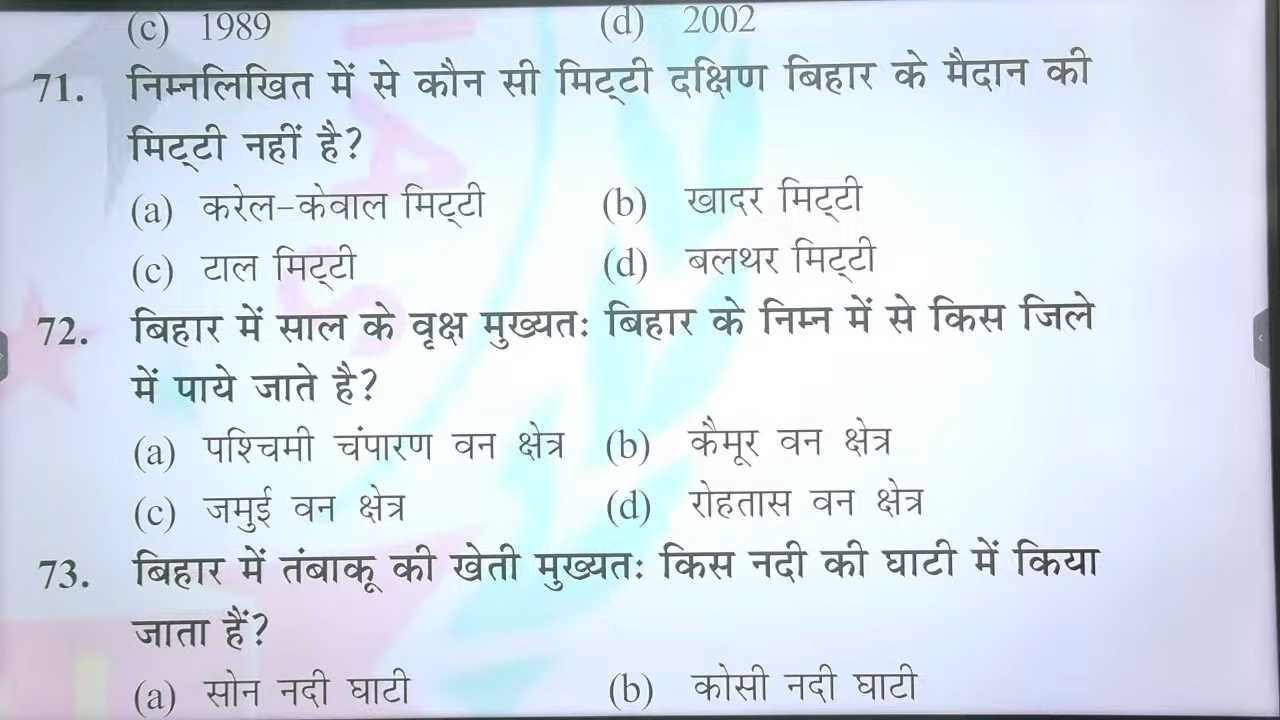 (c) 1989 (d) 2002
71. निम्नलिखित में से कौन सी मिट्टी दक्षिण बिहार के मैदान की
मिट्टी नहीं है?
(a) करेल-केवाल मिट्टी (b) खादर मिट्टी
(c) टाल मिट्टी (d) बलथर मिट्टी
72. बिहार में साल के वृक्ष मुख्यतः बिहार के निम्न में से किस जिले
में पाये जाते है?
(a) पश्चिमी चंपारण वन क्षेत्र (b) कैमूर वन क्षेत्र
(c) जमुई वन क्षेत्र (d) रोहतास वन क्षेत्र
73. बिहार में तंबाकू की खेती मुख्यतः किस नदी की घाटी में किया
जाता हैं?
(a) सोन नदी घाटी (b) कोसी नदी घाटी